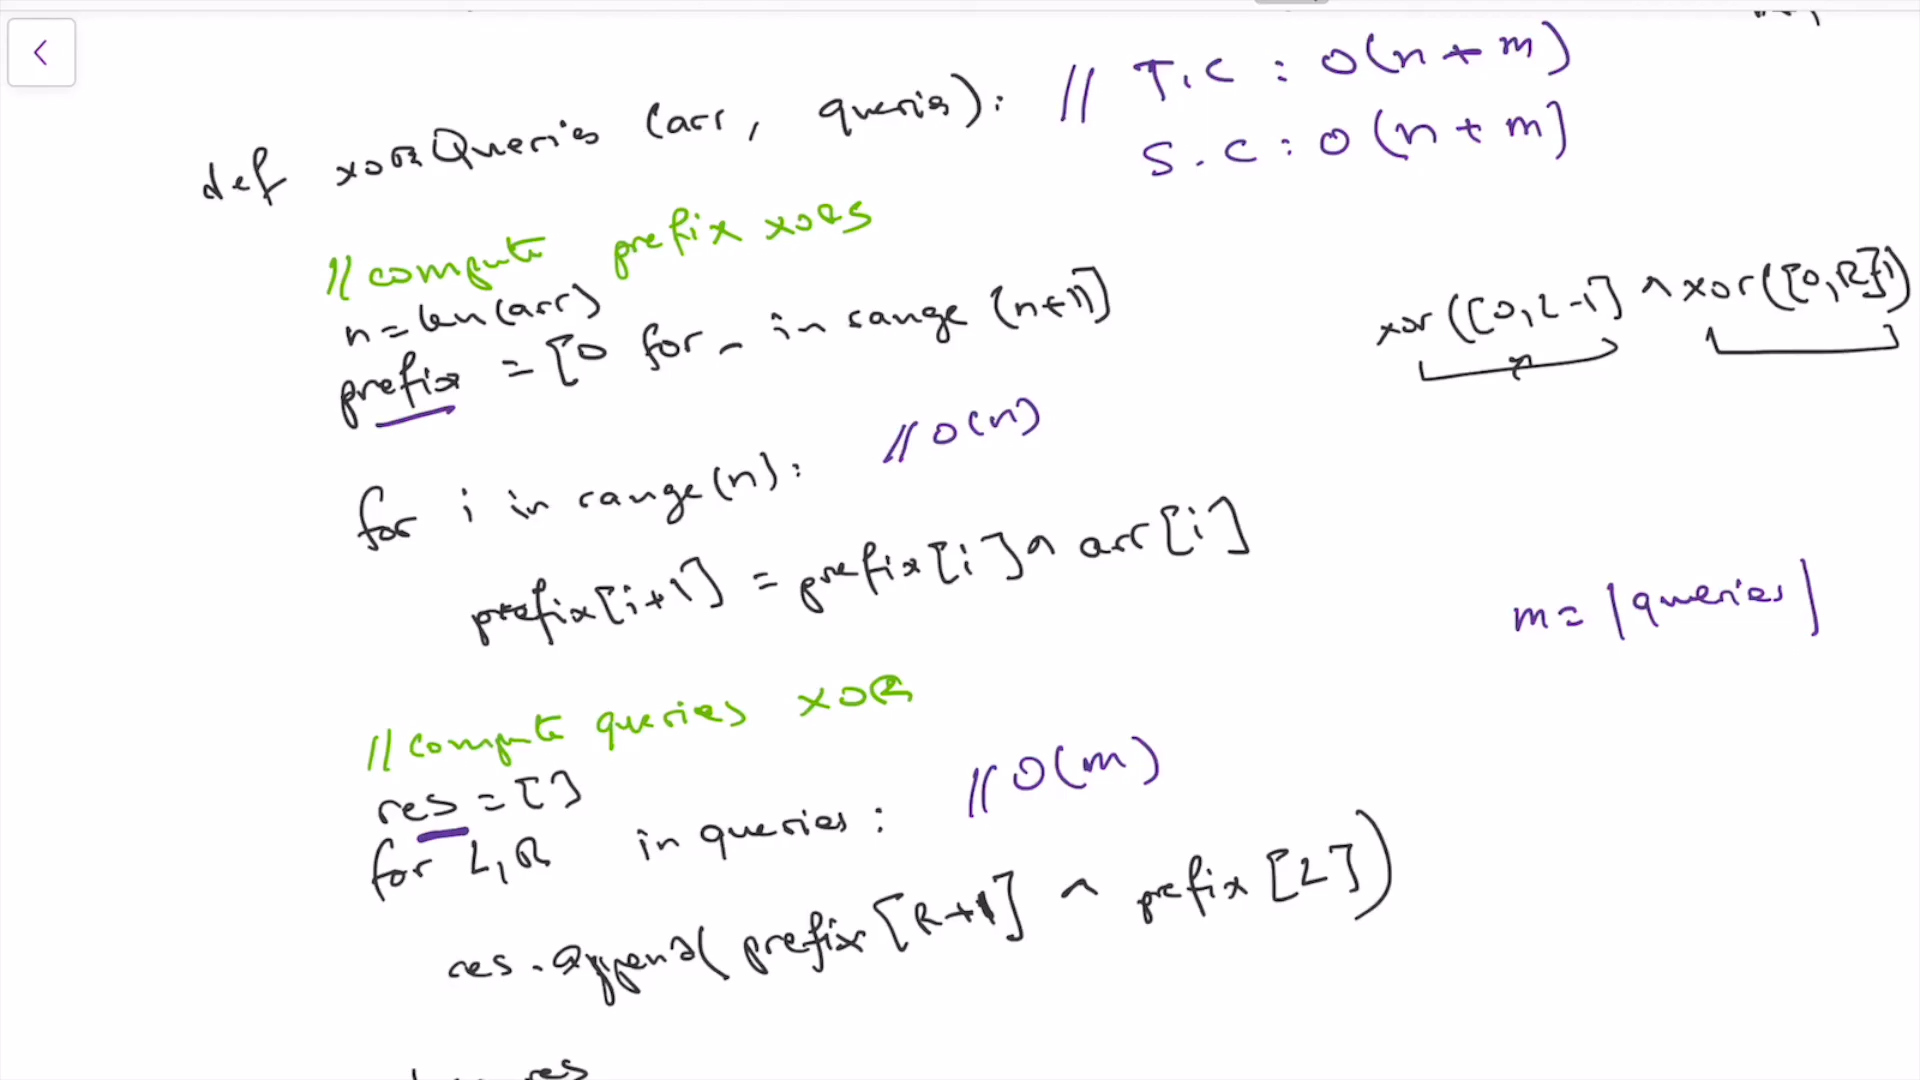 def xorQueries (arr, queries): // T.C : O(n + m)
S.C : O(n + m]
// compute prefix xors
n = len(arr)
prefix = [0 for _ in range (n+1)]
xor([0,L-1] ^ xor([0,R])
for i in range(n): // O(n)
prefix[i+1] = prefix[i] ^ arr[i]
m = |queries|
// compute queries XOR
res = []
for L,R in queries: // O(m)
res.append(prefix[R+1] ^ prefix[L])
res